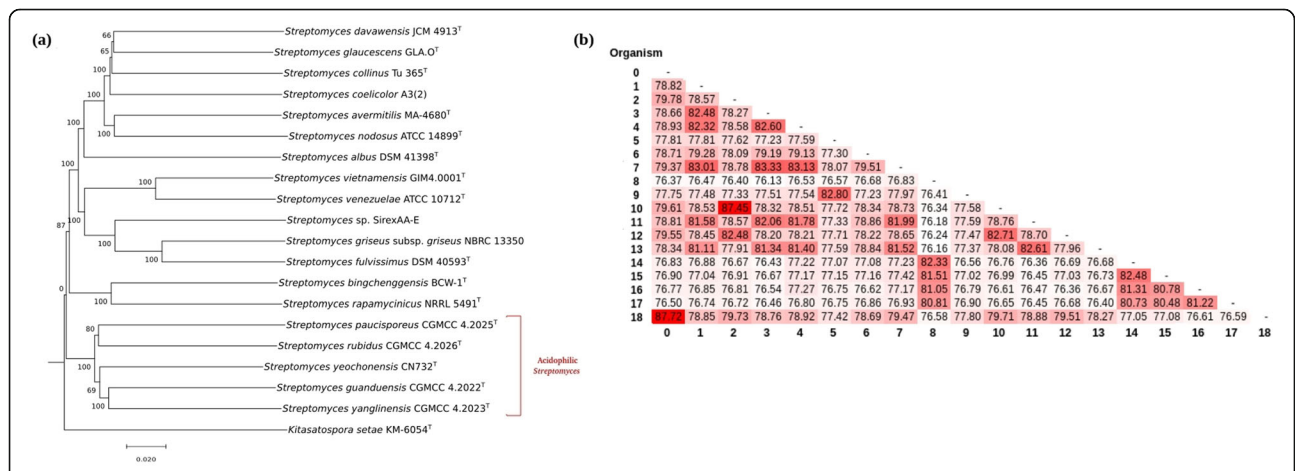 (a)
66
65
100
100
100
100
100
100
100
87
100
100
0
100
80
100
69
100
Streptomyces davawensis JCM 4913T
Streptomyces glaucescens GLA.OT
Streptomyces collinus Tu 365T
Streptomyces coelicolor A3(2)
Streptomyces avermitilis MA-4680T
Streptomyces nodosus ATCC 14899T
Streptomyces albus DSM 41398T
Streptomyces vietnamensis GIM4.0001T
Streptomyces venezuelae ATCC 10712T
Streptomyces sp. SirexAA-E
Streptomyces griseus subsp. griseus NBRC 13350
Streptomyces fulvissimus DSM 40593T
Streptomyces bingchenggensis BCW-1T
Streptomyces rapamycinicus NRRL 5491T
Streptomyces paucisporeus CGMCC 4.2025T
Streptomyces rubidus CGMCC 4.2026T
Streptomyces yeochonensis CN732T
Streptomyces guanduensis CGMCC 4.2022T
Streptomyces yanglinensis CGMCC 4.2023T
Kitasatospora setae KM-6054T
Acidophilic
Streptomyces
0.020
(b)
Organism
0 -
1 78.82 -
2 79.78 78.57 -
3 78.66 82.48 78.27 -
4 78.93 82.32 78.58 82.60 -
5 77.81 77.81 77.62 77.23 77.59 -
6 78.71 79.28 78.09 79.19 79.13 77.30 -
7 79.37 83.01 78.78 83.33 83.13 78.07 79.51 -
8 76.37 76.47 76.40 76.13 76.53 76.57 76.68 76.83 -
9 77.75 77.48 77.33 77.51 77.54 82.80 77.23 77.97 76.41 -
10 79.61 78.53 87.45 78.32 78.51 77.72 78.34 78.73 76.34 77.58 -
11 78.81 81.58 78.57 82.06 81.78 77.33 78.86 81.99 76.24 77.29 78.76 -
12 79.55 78.45 82.48 78.20 78.21 77.71 78.22 78.65 76.24 77.47 82.71 78.70 -
13 78.34 81.11 77.91 81.34 81.40 77.59 78.84 81.52 76.16 77.37 78.08 82.61 77.96 -
14 76.83 76.88 76.67 76.43 77.22 77.07 77.08 77.23 82.33 76.56 76.76 76.36 76.69 76.68 -
15 76.90 77.04 76.91 76.67 77.17 77.15 77.16 77.42 81.51 77.02 76.99 76.45 77.03 76.73 82.48 -
16 76.77 76.85 76.81 76.54 77.27 76.75 76.62 77.17 81.05 76.79 76.61 76.47 76.36 76.67 81.31 80.78 -
17 76.50 76.74 76.72 76.46 76.80 76.75 76.86 76.93 80.81 76.90 76.65 76.45 76.68 76.40 80.73 80.48 81.22 -
18 87.72 78.85 79.73 78.76 78.92 77.42 78.69 79.47 76.58 77.80 79.71 78.88 79.51 78.27 77.05 77.08 76.61 76.59 -
0 1 2 3 4 5 6 7 8 9 10 11 12 13 14 15 16 17 18